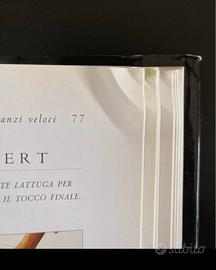 anzi veloci 77
ERT
TE LATTUGA PER
IL TOCCO FINALE.
subito